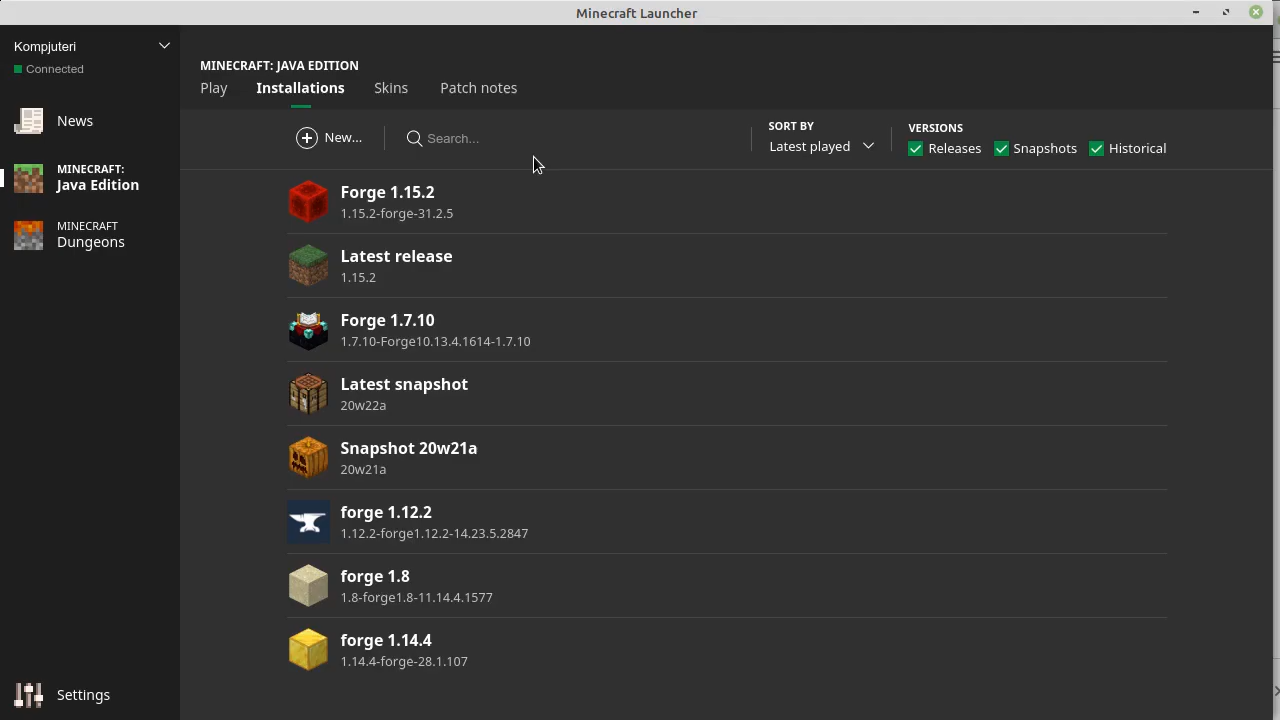 Minecraft Launcher
Kompjuteri
Connected
News
MINECRAFT:
Java Edition
MINECRAFT
Dungeons
Settings
MINECRAFT: JAVA EDITION
Play Installations Skins Patch notes
New...
Search...
SORT BY
Latest played
VERSIONS
Releases Snapshots Historical
Forge 1.15.2
1.15.2-forge-31.2.5
Latest release
1.15.2
Forge 1.7.10
1.7.10-Forge10.13.4.1614-1.7.10
Latest snapshot
20w22a
Snapshot 20w21a
20w21a
forge 1.12.2
1.12.2-forge1.12.2-14.23.5.2847
forge 1.8
1.8-forge1.8-11.14.4.1577
forge 1.14.4
1.14.4-forge-28.1.107